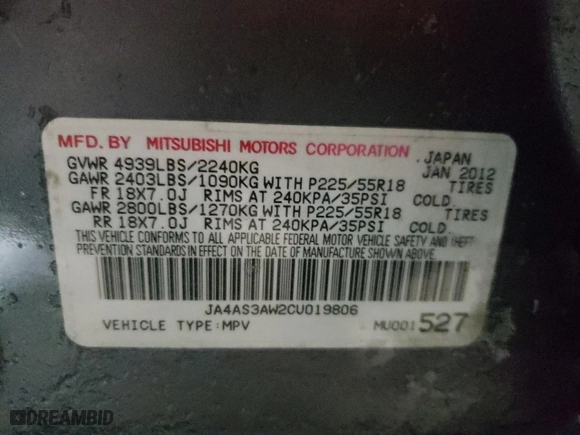 MFD. BY MITSUBISHI MOTORS CORPORATION JAPAN
GVWR 4939LBS/2240KG JAN 2012
GAWR 2403LBS/1090KG WITH P225/55R18 TIRES
FR 18X7.0J RIMS AT 240KPA/35PSI COLD.
GAWR 2800LBS/1270KG WITH P225/55R18 TIRES
RR 18X7.0J RIMS AT 240KPA/35PSI COLD.
THIS VEHICLE CONFORMS TO ALL APPLICABLE FEDERAL MOTOR VEHICLE SAFETY AND THEFT
PREVENTION STANDARDS IN EFFECT ON THE DATE OF MANUFACTURE SHOWN ABOVE.
JA4AS3AW2CU019806
VEHICLE TYPE:MPV MU001527
DREAMBID